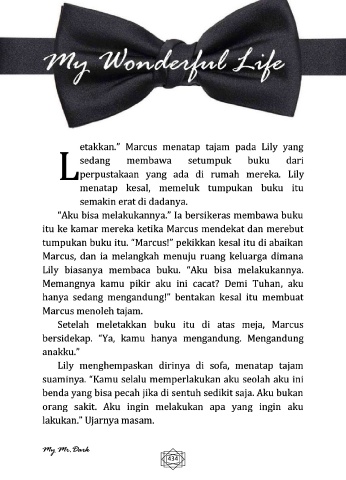 My Wonderful Life
Letakkan.” Marcus menatap tajam pada Lily yang
sedang membawa setumpuk buku dari
perpustakaan yang ada di rumah mereka. Lily
menatap kesal, memeluk tumpukan buku itu
semakin erat di dadanya.
“Aku bisa melakukannya.” Ia bersikeras membawa buku
itu ke kamar mereka ketika Marcus mendekat dan merebut
tumpukan buku itu. “Marcus!” pekikkan kesal itu di abaikan
Marcus, dan ia melangkah menuju ruang keluarga dimana
Lily biasanya membaca buku. “Aku bisa melakukannya.
Memangnya kamu pikir aku ini cacat? Demi Tuhan, aku
hanya sedang mengandung!” bentakan kesal itu membuat
Marcus menoleh tajam.
Setelah meletakkan buku itu di atas meja, Marcus
bersidekap. “Ya, kamu hanya mengandung. Mengandung
anakku.”
Lily menghempaskan dirinya di sofa, menatap tajam
suaminya. “Kamu selalu memperlakukan aku seolah aku ini
benda yang bisa pecah jika di sentuh sedikit saja. Aku bukan
orang sakit. Aku ingin melakukan apa yang ingin aku
lakukan.” Ujarnya masam.
My Mr. Dark
434